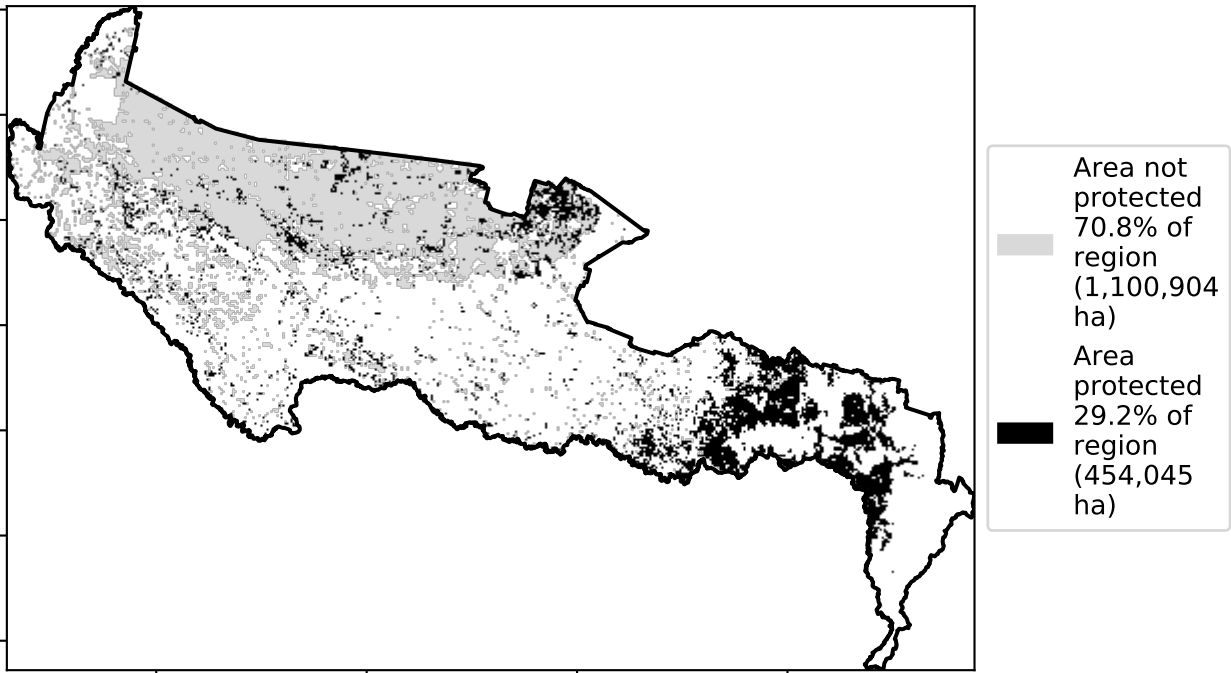 Area not
protected
70.8% of
region
(1,100,904
ha)
Area
protected
29.2% of
region
(454,045
ha)